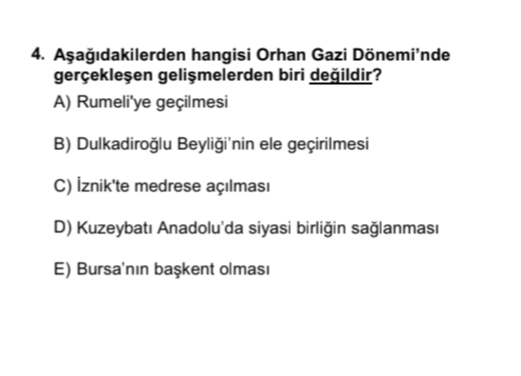 4. Aşağıdakilerden hangisi Orhan Gazi Dönemi'nde
gerçekleşen gelişmelerden biri değildir?
A) Rumeli'ye geçilmesi
B) Dulkadiroğlu Beyliği'nin ele geçirilmesi
C) İznik'te medrese açılması
D) Kuzeybatı Anadolu'da siyasi birliğin sağlanması
E) Bursa'nın başkent olması